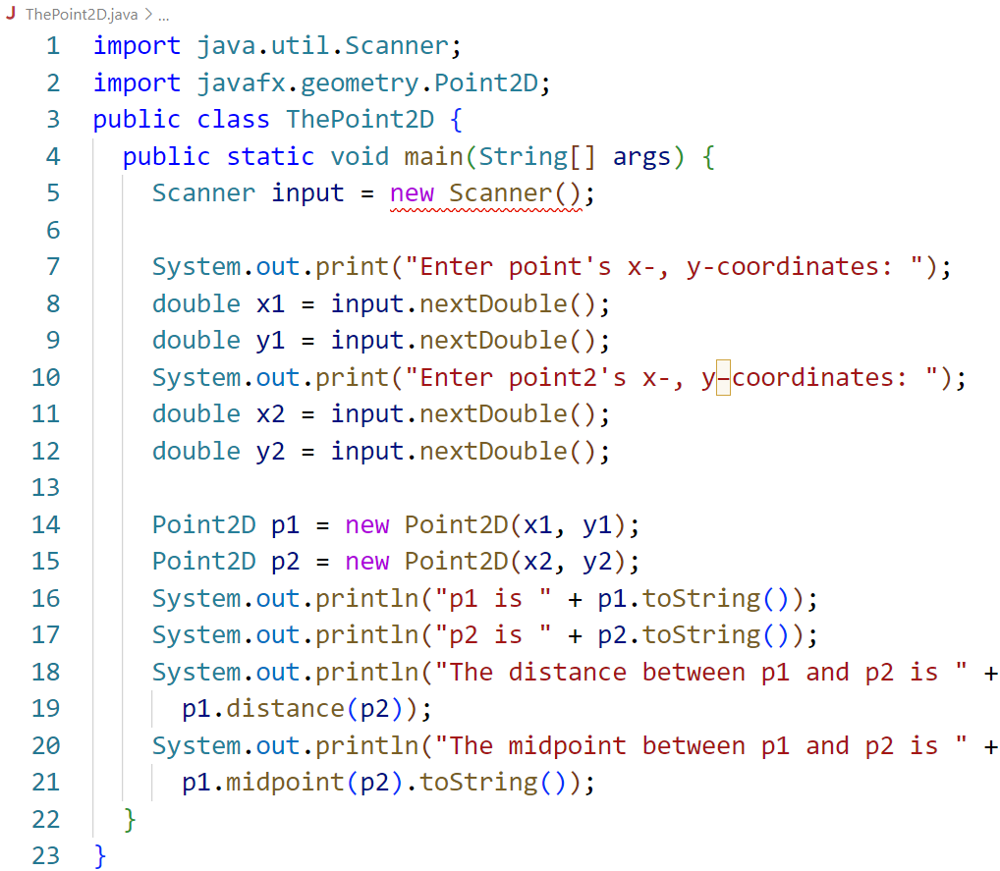 J ThePoint2D.java > ...
1 import java.util.Scanner;
2 import javafx.geometry.Point2D;
3 public class ThePoint2D {
4   public static void main(String[] args) {
5     Scanner input = new Scanner();
6
7     System.out.print("Enter point's x-, y-coordinates: ");
8     double x1 = input.nextDouble();
9     double y1 = input.nextDouble();
10     System.out.print("Enter point2's x-, y–coordinates: ");
11     double x2 = input.nextDouble();
12     double y2 = input.nextDouble();
13
14     Point2D p1 = new Point2D(x1, y1);
15     Point2D p2 = new Point2D(x2, y2);
16     System.out.println("p1 is " + p1.toString());
17     System.out.println("p2 is " + p2.toString());
18     System.out.println("The distance between p1 and p2 is " +
19       p1.distance(p2));
20     System.out.println("The midpoint between p1 and p2 is " +
21       p1.midpoint(p2).toString());
22   }
23 }